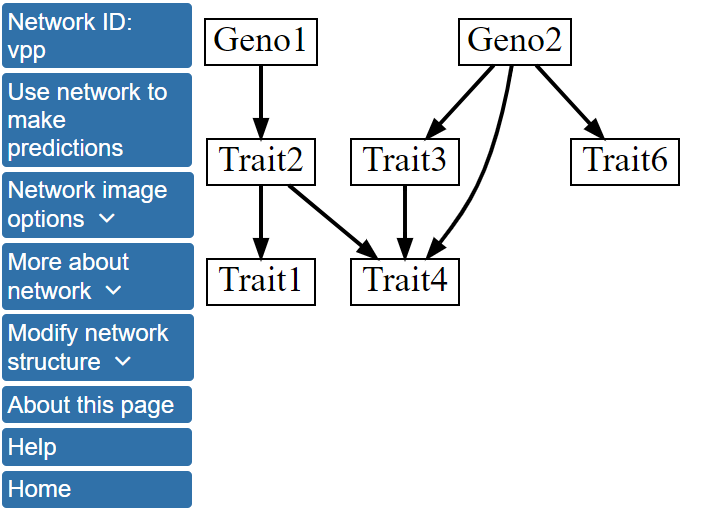 Network ID:
vpp
Use network to
make
predictions
Network image
options
More about
network
Modify network
structure
About this page
Help
Home
Geno1
Geno2
Trait2
Trait3
Trait6
Trait1
Trait4